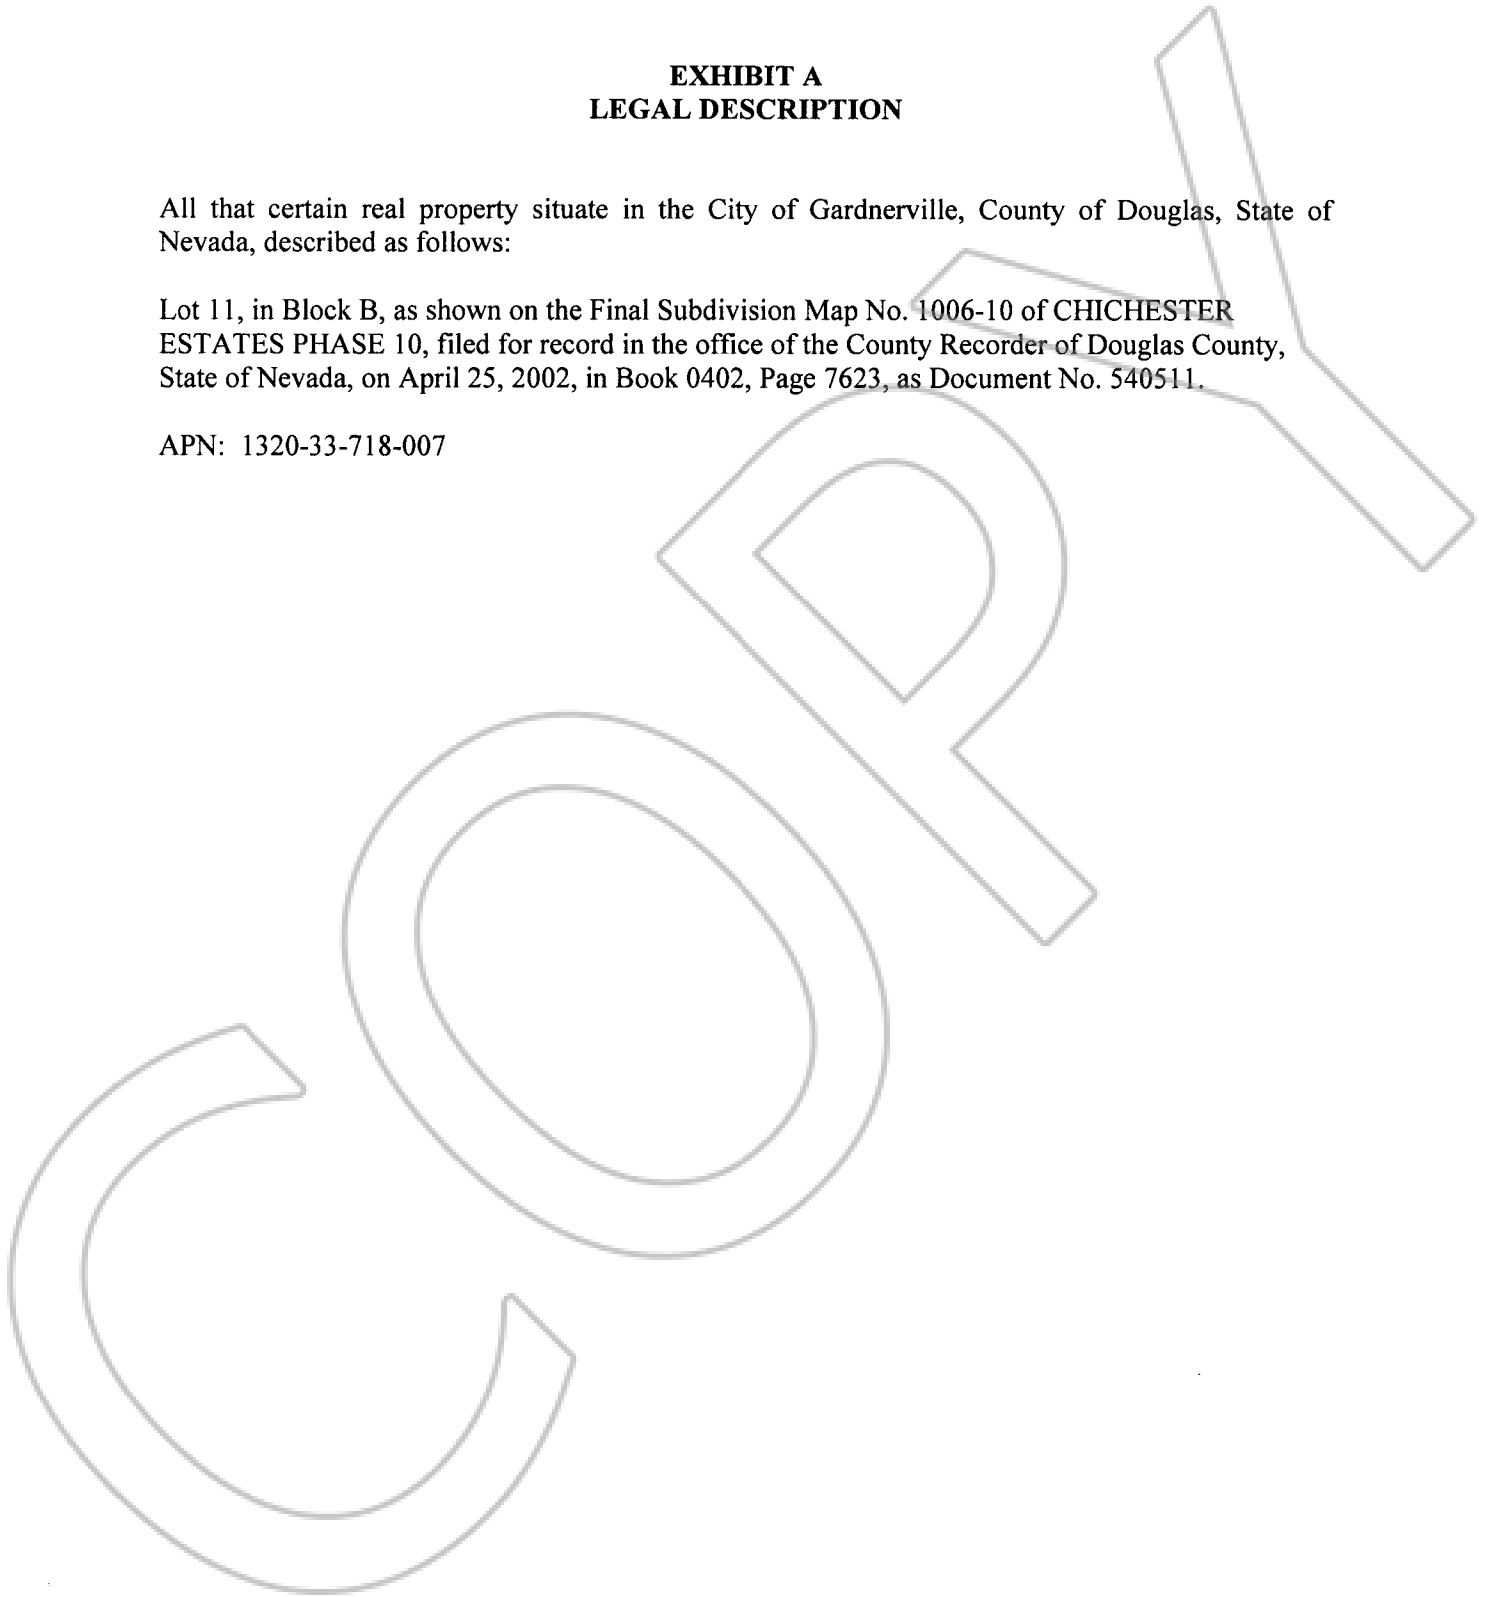 EXHIBIT A
LEGAL DESCRIPTION
All that certain real property situate in the City of Gardnerville, County of Douglas, State of
Nevada, described as follows:
Lot 11, in Block B, as shown on the Final Subdivision Map No. 1006-10 of CHICHESTER
ESTATES PHASE 10, filed for record in the office of the County Recorder of Douglas County,
State of Nevada, on April 25, 2002, in Book 0402, Page 7623, as Document No. 540511.
APN: 1320-33-718-007
COPY